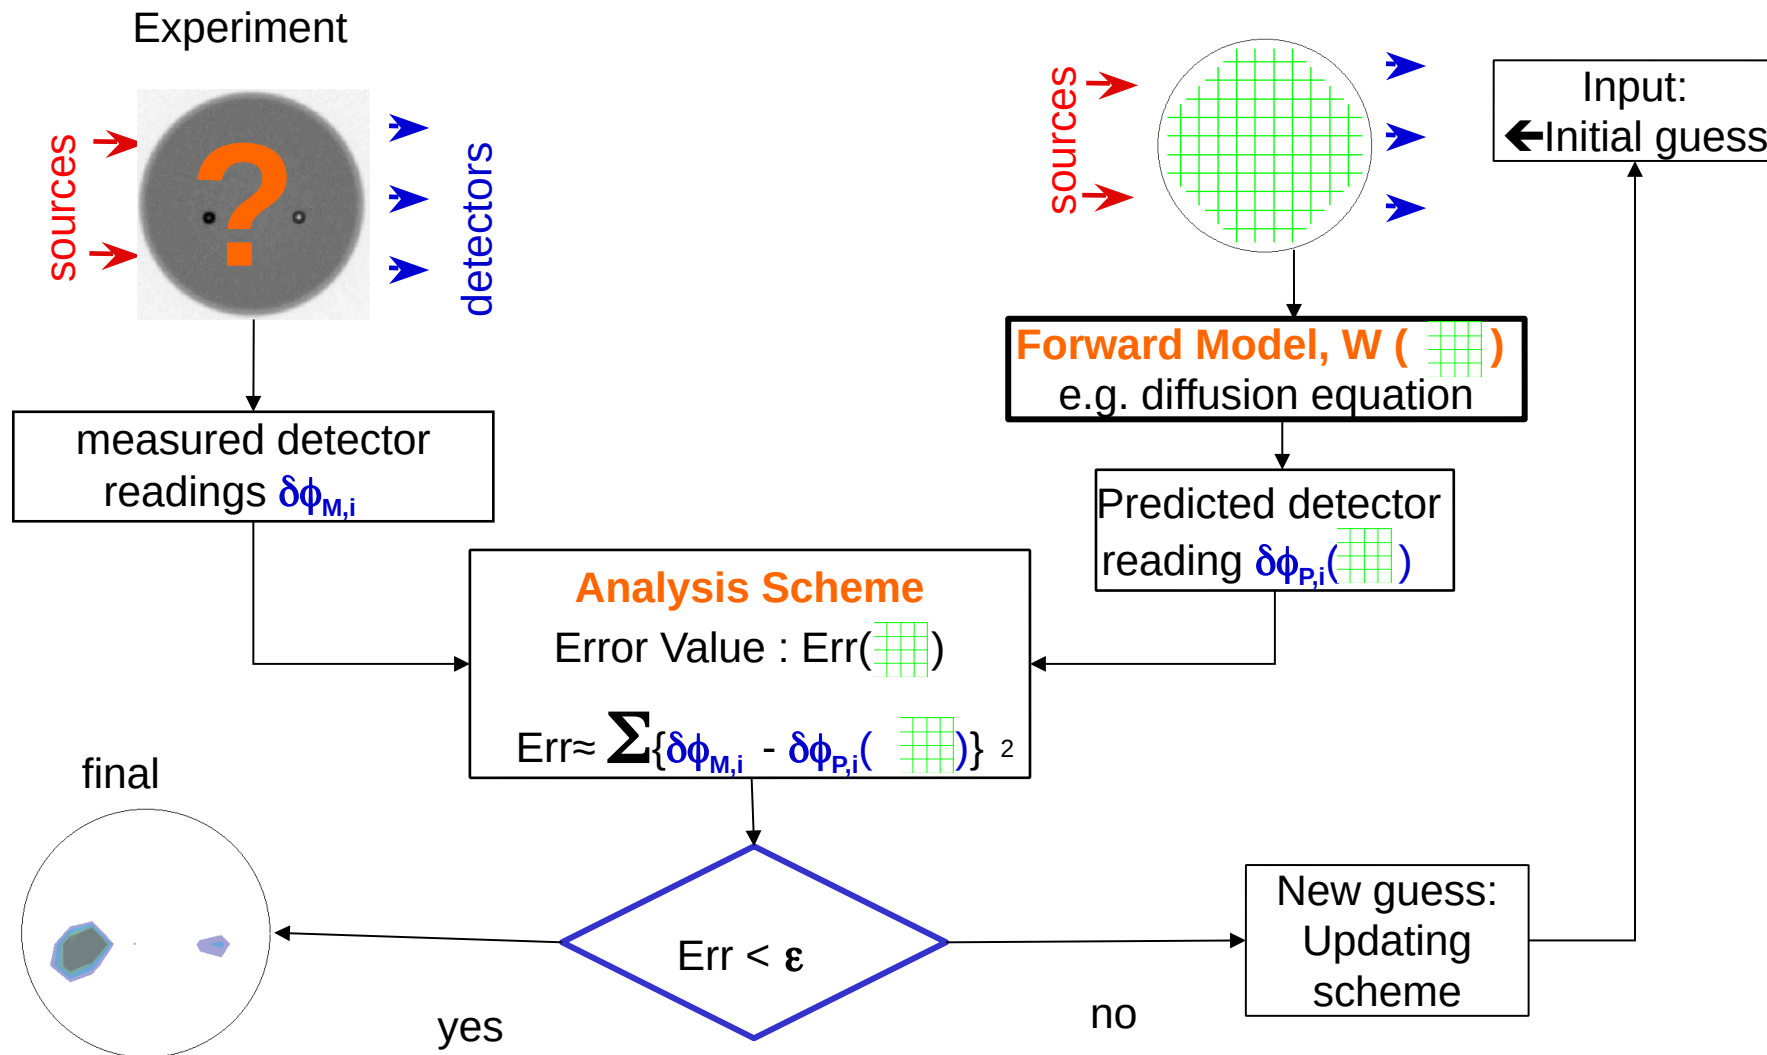 Experiment
sources
?
detectors
sources
Input:
←Initial guess
Forward Model, W ( )
e.g. diffusion equation
measured detector
readings δϕM,i
Predicted detector
reading δϕP,i( )
Analysis Scheme
Error Value : Err( )
Err≈ Σ{δϕM,i - δϕP,i( )} 2
final
Err < ε
New guess:
Updating
scheme
yes
no